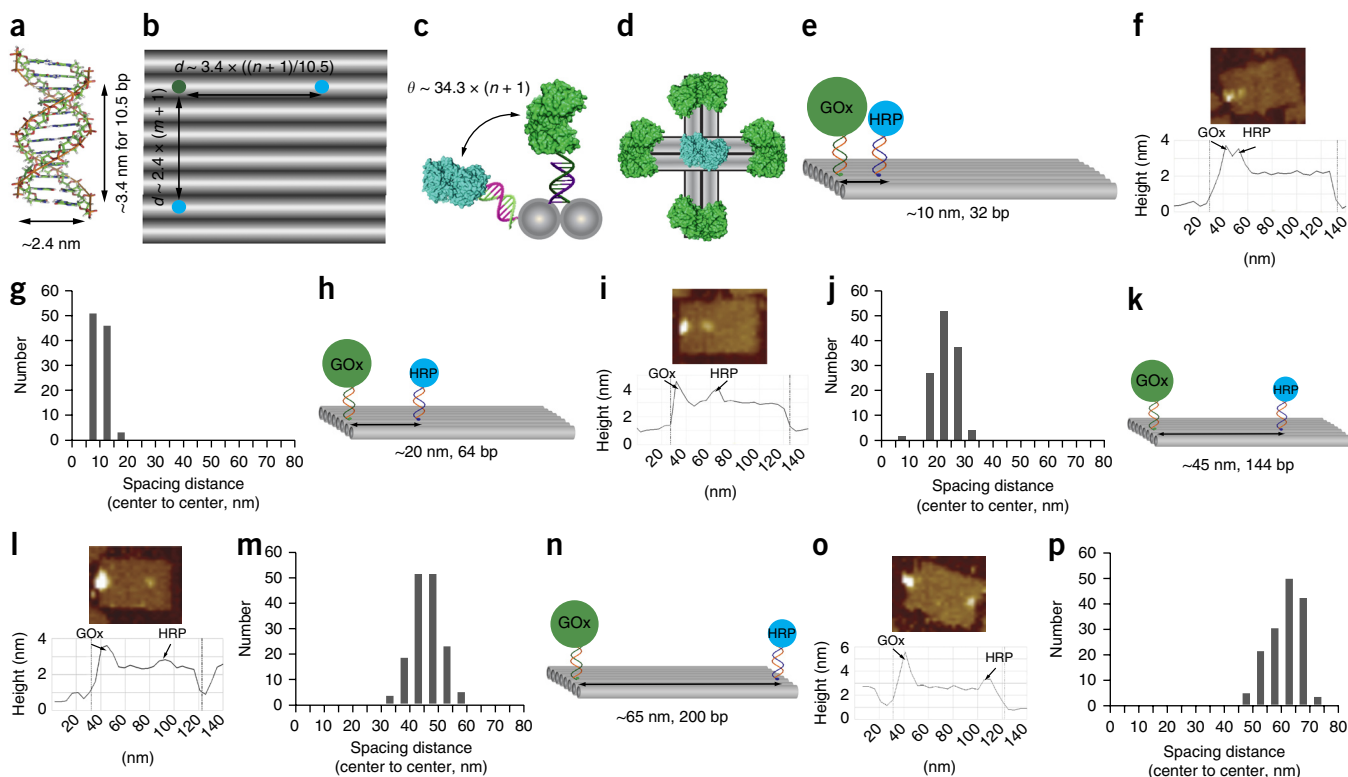 a
~3.4 nm for 10.5 bp
~2.4 nm
b
d ~ 3.4 × ((n + 1)/10.5)
d ~ 2.4 × (m + 1)
c
θ ~ 34.3 × (n + 1)
d
e
GOx
HRP
~10 nm, 32 bp
f
GOx HRP
Height (nm)
4
2
0
20 40 60 80 100 120 140
(nm)
g
Number
60
50
40
30
20
10
0
0 10 20 30 40 50 60 70 80
Spacing distance
(center to center, nm)
h
GOx
HRP
~20 nm, 64 bp
i
GOx HRP
Height (nm)
4
2
0
20 40 60 80 100 120 140
(nm)
j
Number
60
50
40
30
20
10
0
0 10 20 30 40 50 60 70 80
Spacing distance
(center to center, nm)
k
GOx
HRP
~45 nm, 144 bp
l
GOx HRP
Height (nm)
4
2
0
20 40 60 80 100 120 140
(nm)
m
Number
60
50
40
30
20
10
0
0 10 20 30 40 50 60 70 80
Spacing distance
(center to center, nm)
n
GOx
HRP
~65 nm, 200 bp
o
GOx
HRP
Height (nm)
6
4
2
0
20 40 60 80 100 120 140
(nm)
p
Number
60
50
40
30
20
10
0
0 10 20 30 40 50 60 70 80
Spacing distance
(center to center, nm)